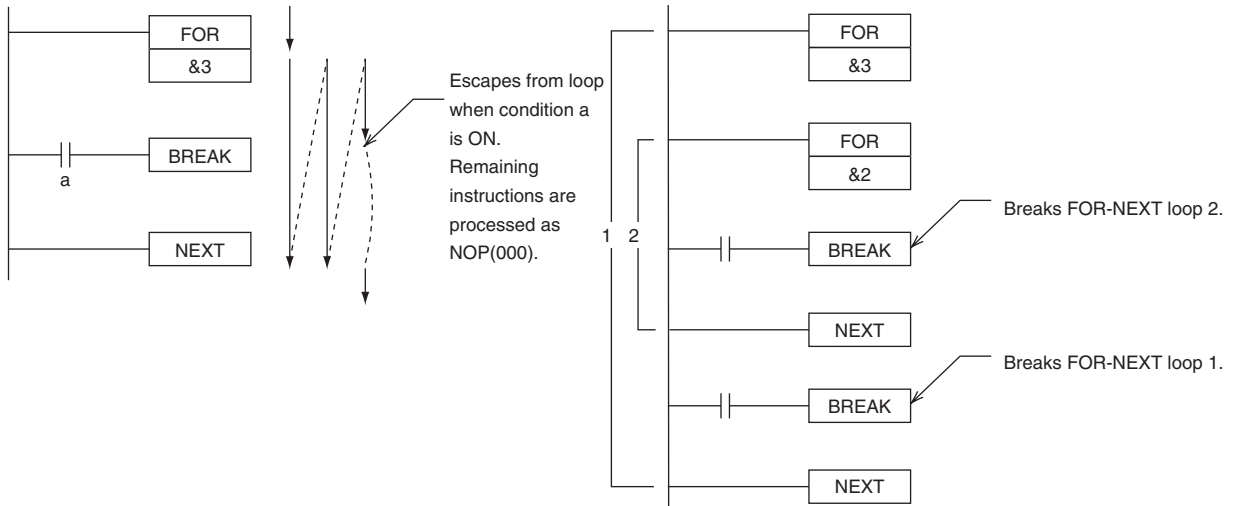 FOR
&3
a
BREAK
NEXT
Escapes from loop
when condition a
is ON.
Remaining
instructions are
processed as
NOP(000).
1 2
FOR
&3
FOR
&2
BREAK
Breaks FOR-NEXT loop 2.
NEXT
BREAK
Breaks FOR-NEXT loop 1.
NEXT